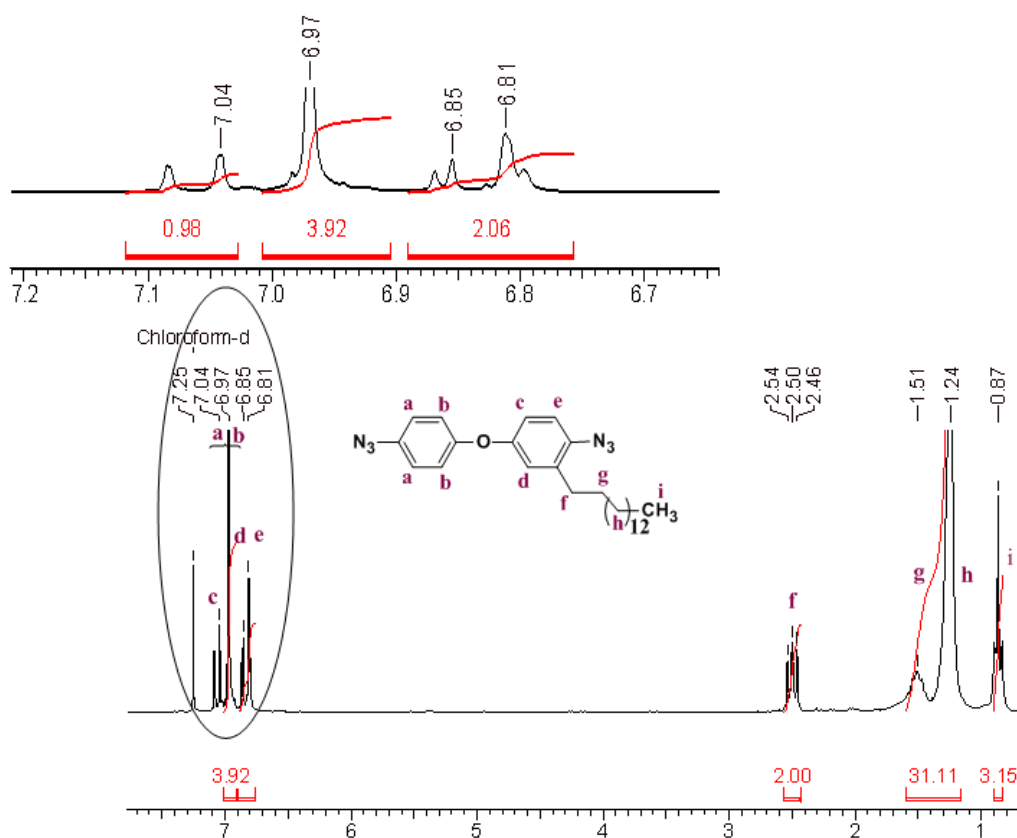 7.04
6.97
6.85
6.81
0.98
3.92
2.06
7.2 7.1 7.0 6.9 6.8 6.7
Chloroform-d
7.25
7.04
6.97
6.85
6.81
2.54
2.50
2.46
1.51
1.24
0.87
a b
a b c e
N₃ O N₃
a b d g
f i
(h)12 CH₃
d e
c
f
g h i
3.92 2.00 31.11 3.15
7 6 5 4 3 2 1